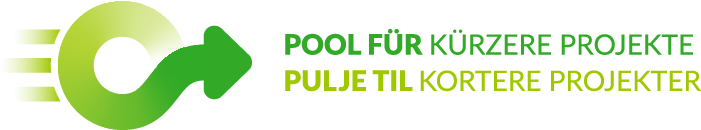 POOL FÜR KÜRZERE PROJEKTE
PULJE TIL KORTERE PROJEKTER